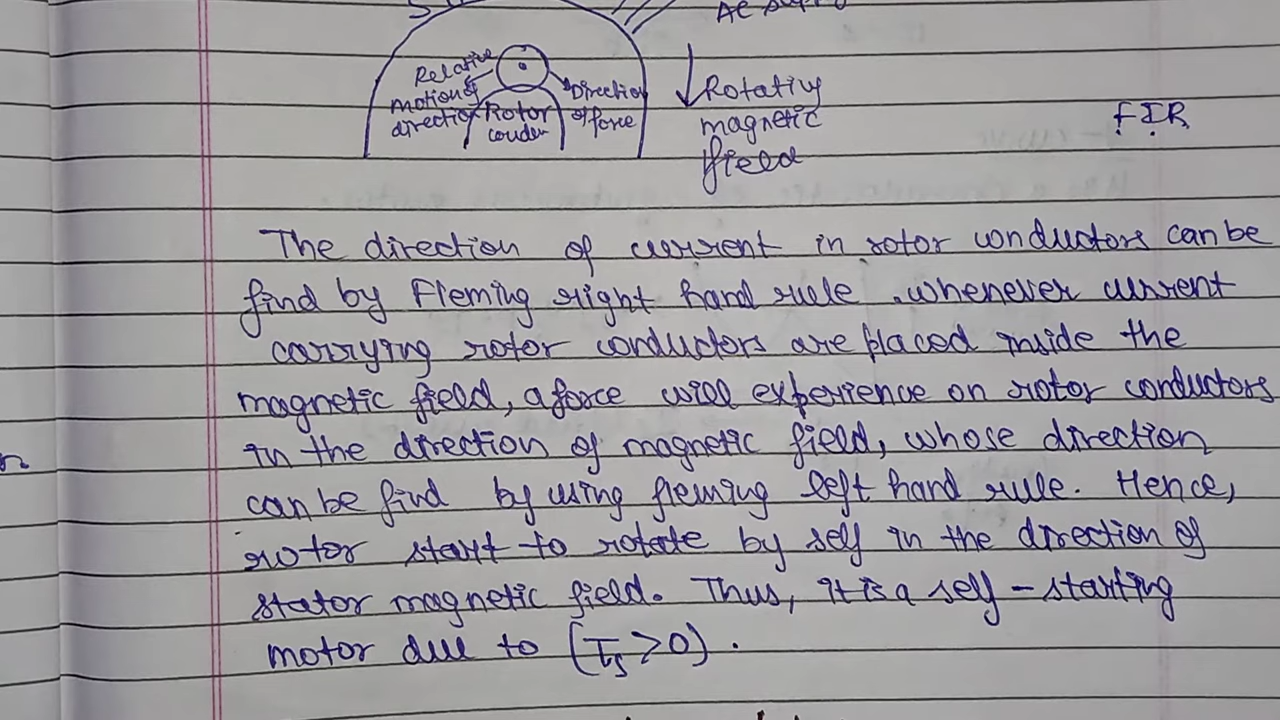 Relative
motion of
direction
Rotor
Direction
of force
Rotating
magnetic
field
FIR
The direction of current in rotor conductors can be
find by Fleming right hand rule . whenever current
carrying rotor conductors are placed inside the
magnetic field, a force will experience on rotor conductors
in the direction of magnetic field, whose direction
can be find by using fleming left hand rule. Hence,
rotor start to rotate by self in the direction of
stator magnetic field. Thus, it is a self-starting
motor due to (Ts>0) .